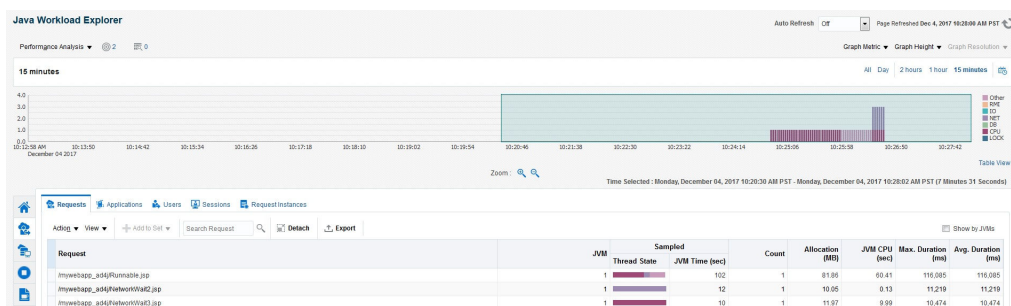 Java Workload Explorer
Auto Refresh Off Page Refreshed Dec 4, 2017 10:28:00 AM PST
Performance Analysis 2 0
Graph Metric Graph Height Graph Resolution
15 minutes
All Day 2 hours 1 hour 15 minutes
4.0
3.0
2.0
1.0
0.0
Other
RMI
IO
NET
DB
CPU
LOCK
10:12:58 AM 10:13:50 10:14:42 10:15:34 10:16:26 10:17:18 10:18:10 10:19:02 10:19:54 10:20:46 10:21:38 10:22:30 10:23:22 10:24:14 10:25:06 10:25:58 10:26:50 10:27:42
December 04 2017
Table View
Zoom :
Time Selected : Monday, December 04, 2017 10:20:30 AM PST - Monday, December 04, 2017 10:28:02 AM PST (7 Minutes 31 Seconds)
Requests Applications Users Sessions Request Instances
Action View Add to Set Search Request Detach Export Show by JVMs
Request JVM Sampled Count Allocation (MB) JVM CPU (sec) Max. Duration (ms) Avg. Duration (ms)
Thread State JVM Time (sec)
/mywebapp_ad4j/Runnable.jsp 1 102 1 81.86 60.41 116,085 116,085
/mywebapp_ad4j/NetworkWait2.jsp 1 12 1 10.05 0.13 11,219 11,219
/mywebapp_ad4j/NetworkWait3.jsp 1 10 1 11.97 9.99 10,474 10,474